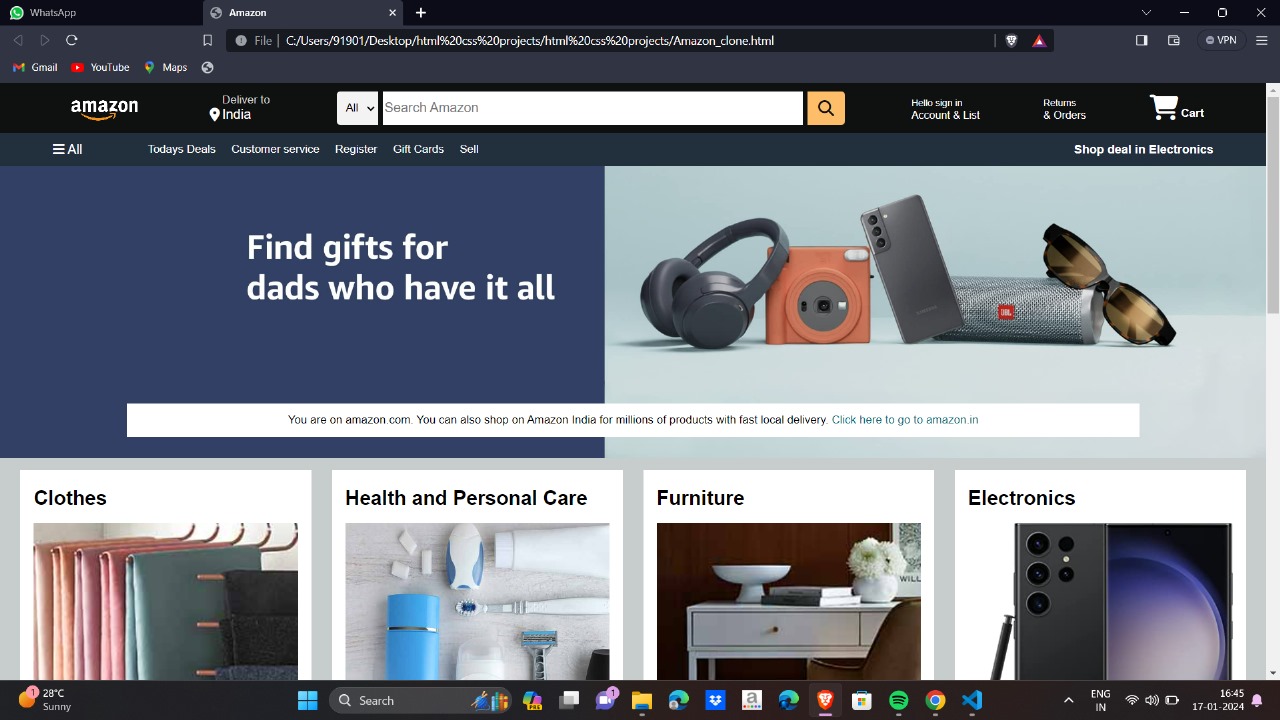 WhatsApp
Amazon
File
C:/Users/91901/Desktop/html%20css%20projects/html%20css%20projects/Amazon_clone.html
VPN
Gmail
YouTube
Maps
amazon
Deliver to
India
All
Search Amazon
Hello sign in
Account & List
Returns
& Orders
Cart
All
Todays Deals
Customer service
Register
Gift Cards
Sell
Shop deal in Electronics
Find gifts for
dads who have it all
JBL
You are on amazon.com. You can also shop on Amazon India for millions of products with fast local delivery. Click here to go to amazon.in
Clothes
Health and Personal Care
Furniture
Electronics
WILL
1
28°C
Sunny
Search
PRE
1
a
ENG
IN
16:45
17-01-2024